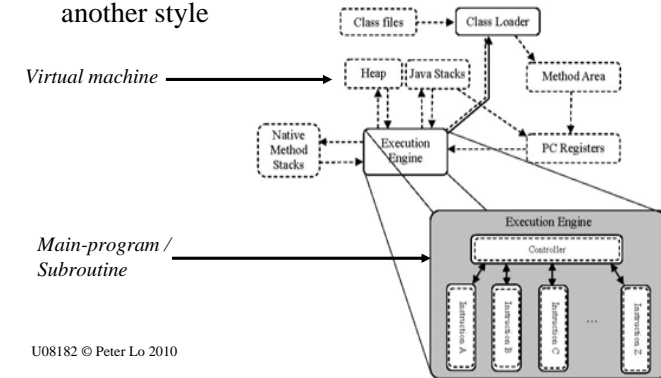 another style
Class files
Class Loader
Virtual machine
Heap
Java Stacks
Method Area
Native
Method
Stacks
Execution
Engine
PC Registers
Execution Engine
Main-program /
Subroutine
Controller
Instruction A
Instruction B
Instruction C
...
Instruction Z
U08182 © Peter Lo 2010